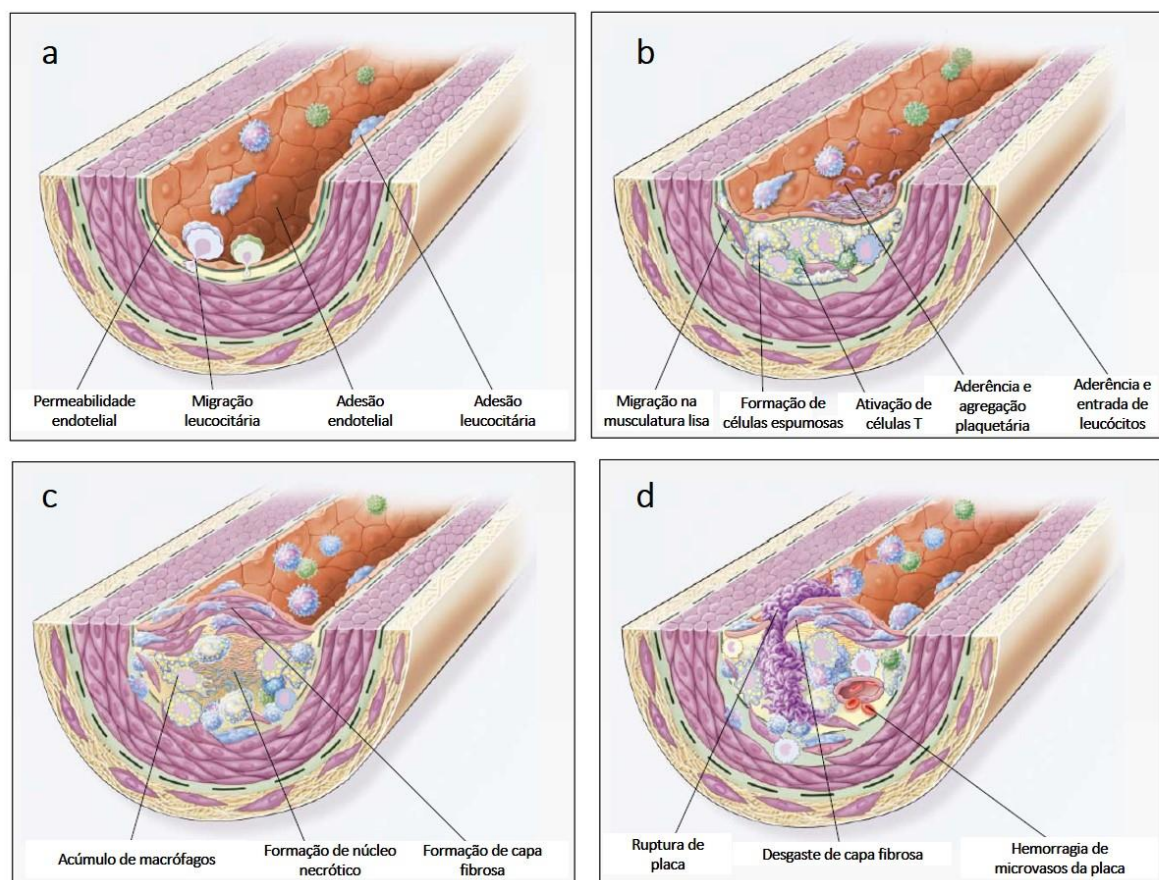 a
Permeabilidade
endotelial
Migração
leucocitária
Adesão
endotelial
Adesão
leucocitária
b
Migração na
musculatura lisa
Formação de
células espumosas
Ativação de
células T
Aderência e
agregação
plaquetária
Aderência e
entrada de
leucócitos
c
Acúmulo de macrófagos
Formação de núcleo
necrótico
Formação de capa
fibrosa
d
Ruptura de
placa
Desgaste de capa fibrosa
Hemorragia de
microvasos da placa